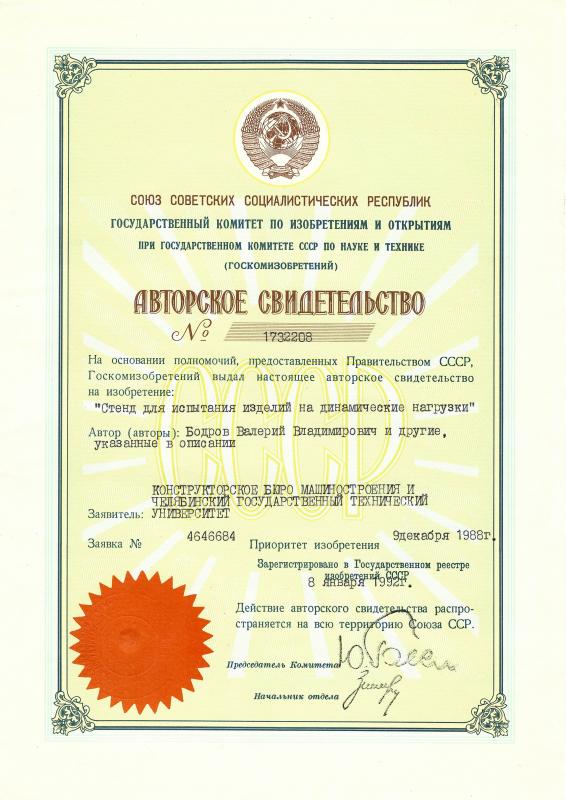 СОЮЗ СОВЕТСКИХ СОЦИАЛИСТИЧЕСКИХ РЕСПУБЛИК
ГОСУДАРСТВЕННЫЙ КОМИТЕТ ПО ИЗОБРЕТЕНИЯМ И ОТКРЫТИЯМ
ПРИ ГОСУДАРСТВЕННОМ КОМИТЕТЕ СССР ПО НАУКЕ И ТЕХНИКЕ
(ГОСКОМИЗОБРЕТЕНИЙ)
АВТОРСКОЕ СВИДЕТЕЛЬСТВО
№ 1732208
На основании полномочий, предоставленных Правительством СССР,
Госкомизобретений выдал настоящее авторское свидетельство
на изобретение:
"Стенд для испытания изделий на динамические нагрузки"
Автор (авторы): Бодров Валерий Владимирович и другие,
указанные в описании
СССР
КОНСТРУКТОРСКОЕ БЮРО МАШИНОСТРОЕНИЯ И
ЧЕЛЯБИНСКИЙ ГОСУДАРСТВЕННЫЙ ТЕХНИЧЕСКИЙ
Заявитель: УНИВЕРСИТЕТ
Заявка № 4646684 Приоритет изобретения 9декабря 1988г.
Зарегистрировано в Государственном реестре
изобретений СССР
8 января 1992г.
Действие авторского свидетельства распро-
страняется на всю территорию Союза ССР.
Председатель Комитета
Начальник отдела